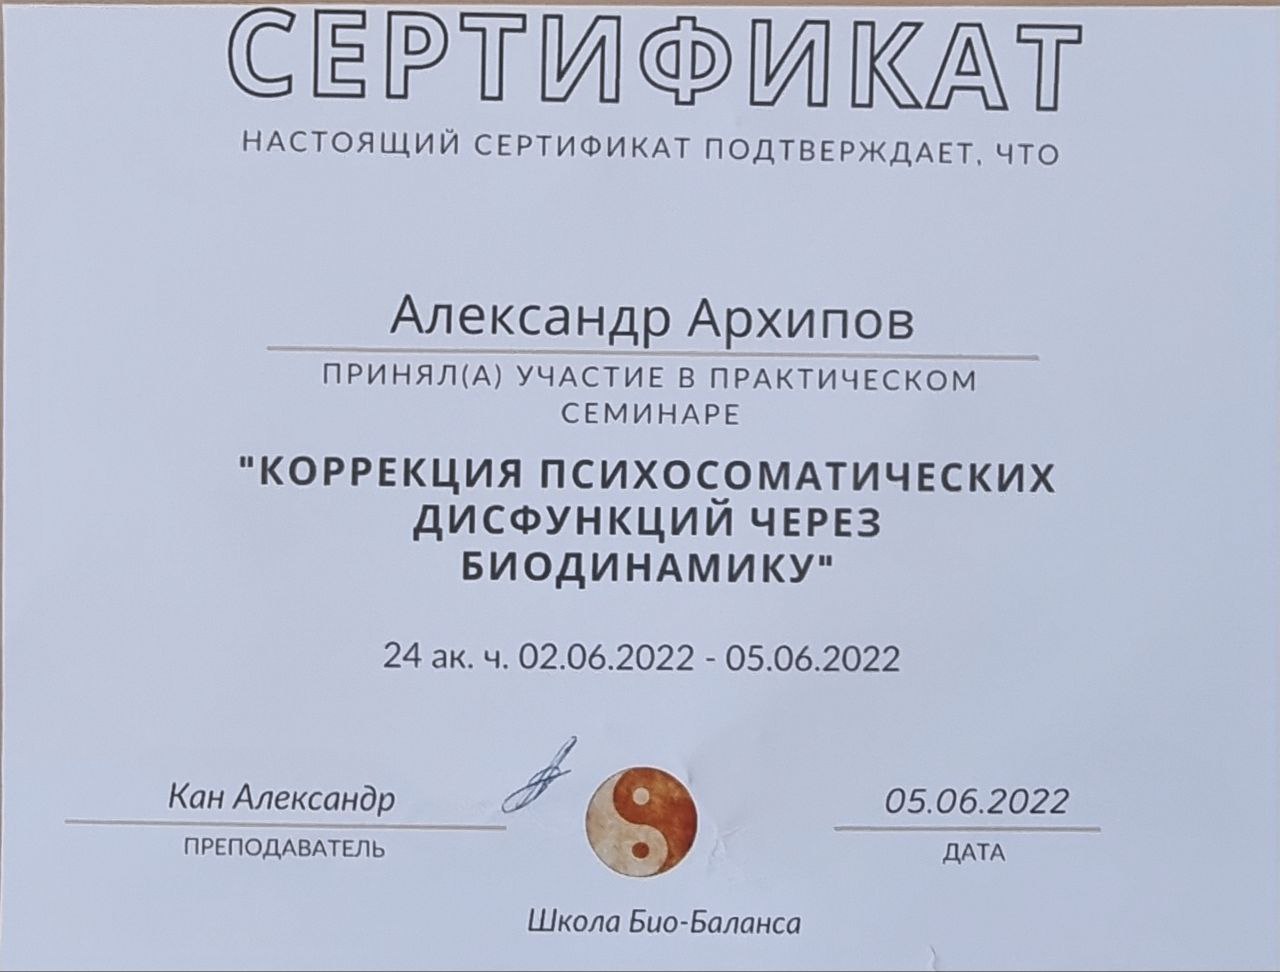 СЕРТИФИКАТ
НАСТОЯЩИЙ СЕРТИФИКАТ ПОДТВЕРЖДАЕТ, ЧТО
Александр Архипов
ПРИНЯЛ(А) УЧАСТИЕ В ПРАКТИЧЕСКОМ
СЕМИНАРЕ
"КОРРЕКЦИЯ ПСИХОСОМАТИЧЕСКИХ
ДИСФУНКЦИЙ ЧЕРЕЗ
БИОДИНАМИКУ"
24 ак. ч. 02.06.2022 - 05.06.2022
Кан Александр
ПРЕПОДАВАТЕЛЬ
05.06.2022
ДАТА
Школа Био-Баланса